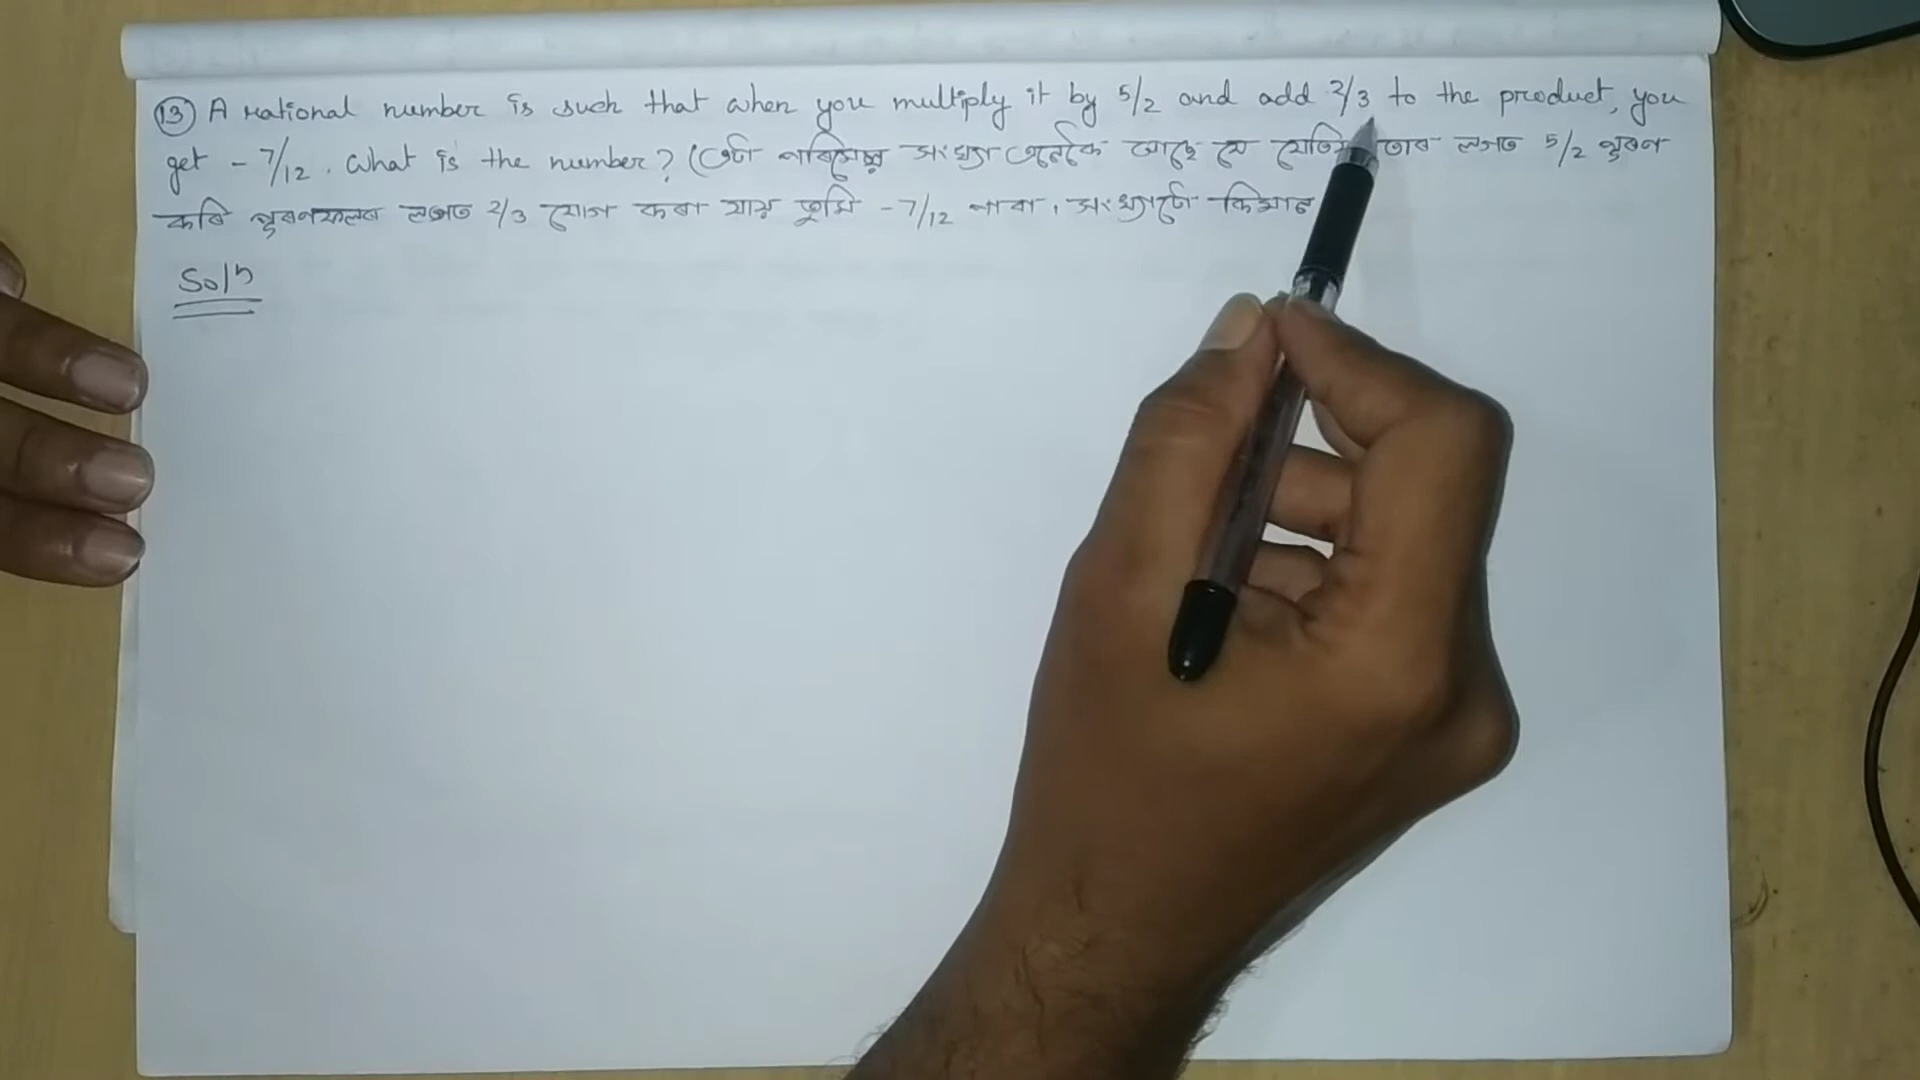 (13) A rational number is such that when you multiply it by 5/2 and add 2/3 to the product, you
get - 7/12. What is the number? (এটা পৰিমেয় সংখ্যা এনেকৈ আছে যে যেতিয়া তাৰ লগত 5/2 পুৰণ
কৰি পুৰণফলৰ লগত 2/3 যোগ কৰা যায় তুমি -7/12 পাবা, সংখ্যাটো কিমান
Solⁿ